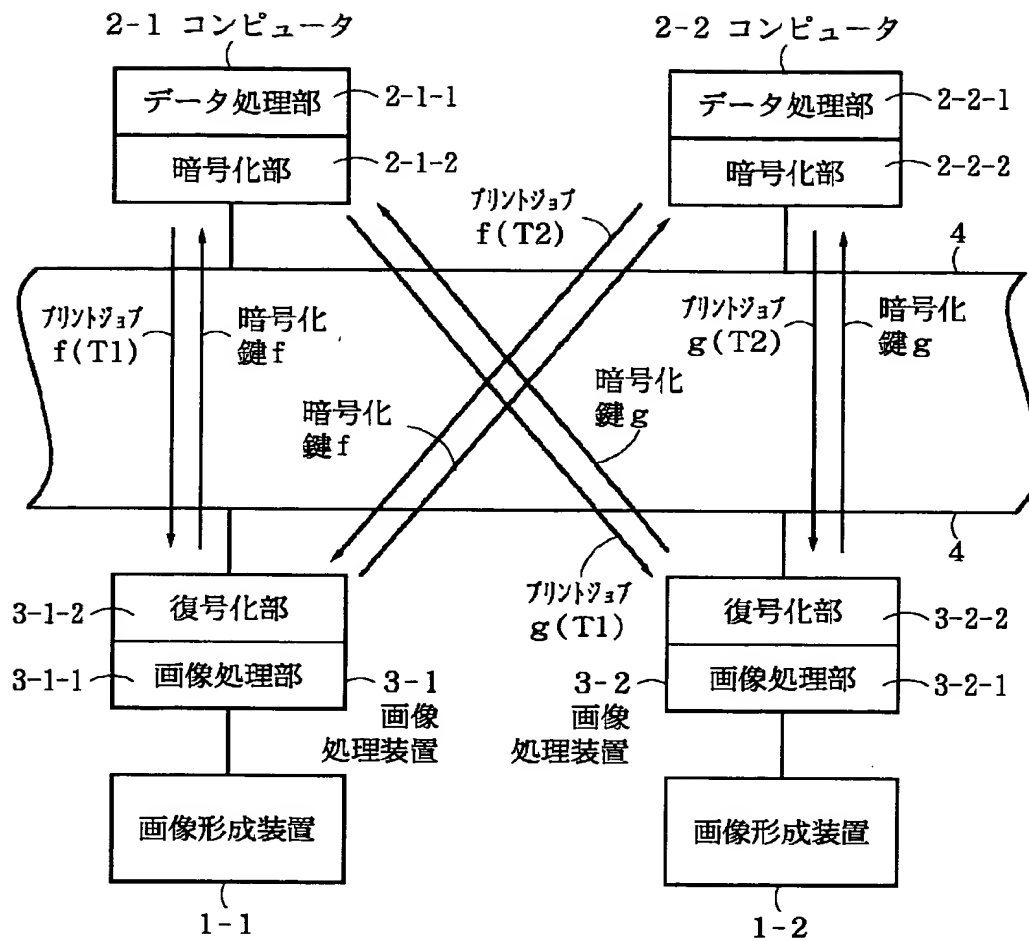 2-1 コンピュータ
2-2 コンピュータ
データ処理部
2-1-1
暗号化部
2-1-2
データ処理部
2-2-1
暗号化部
2-2-2
プリントジョブ
f(T2)
4
プリントジョブ
f(T1)
暗号化
鍵f
プリントジョブ
g(T2)
暗号化
鍵g
暗号化
鍵f
暗号化
鍵g
4
プリントジョブ
g(T1)
3-1-2
復号化部
3-1-1
画像処理部
3-1
画像
処理装置
3-2
画像
処理装置
復号化部
3-2-2
画像処理部
3-2-1
画像形成装置
画像形成装置
1-1
1-2